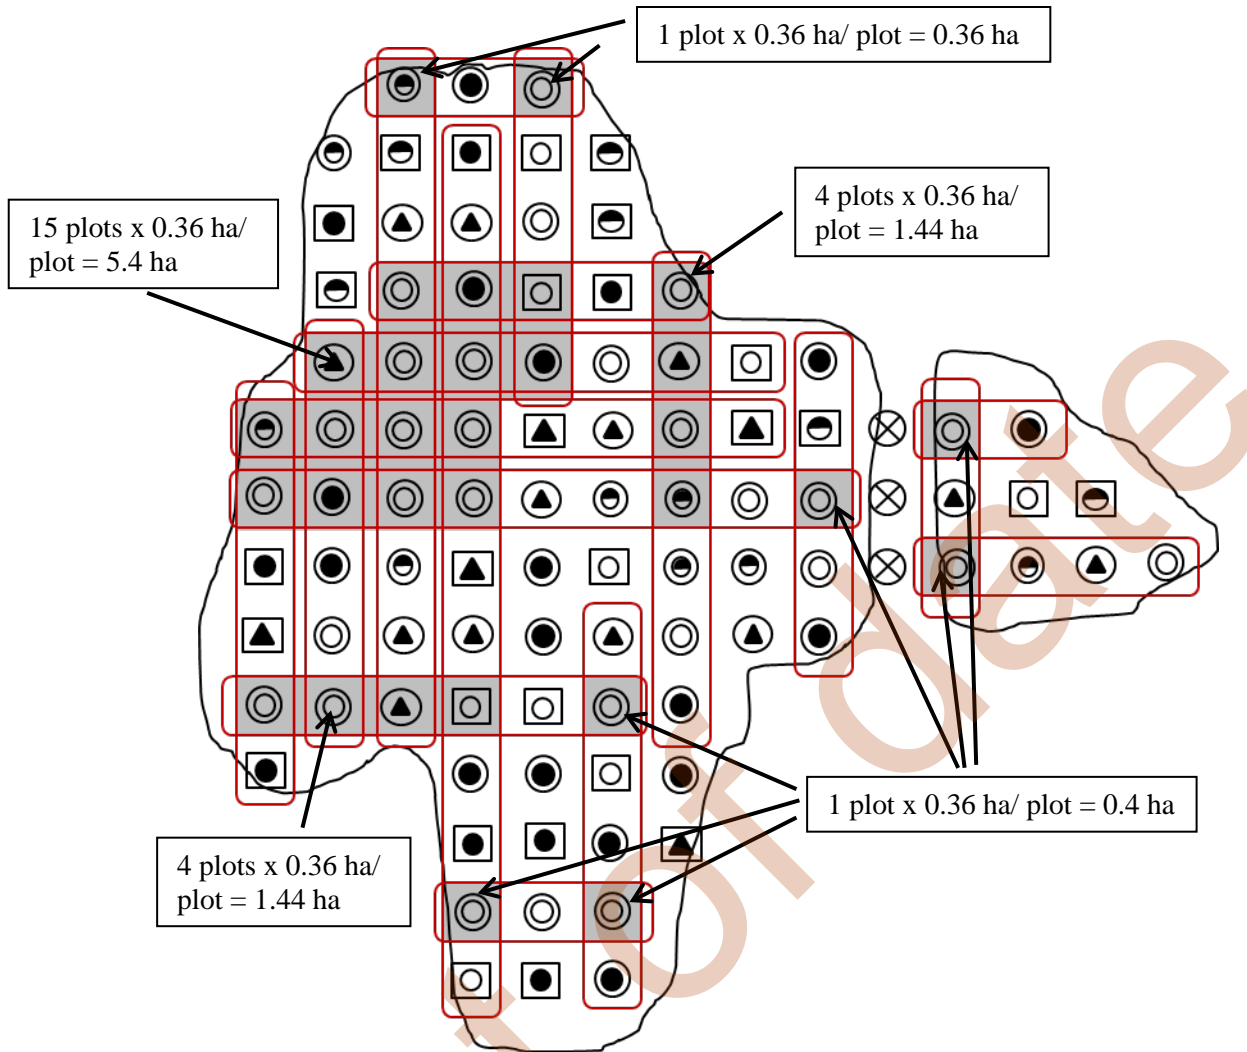 1 plot x 0.36 ha/ plot = 0.36 ha
15 plots x 0.36 ha/
plot = 5.4 ha
4 plots x 0.36 ha/
plot = 1.44 ha
1 plot x 0.36 ha/ plot = 0.4 ha
4 plots x 0.36 ha/
plot = 1.44 ha
of date